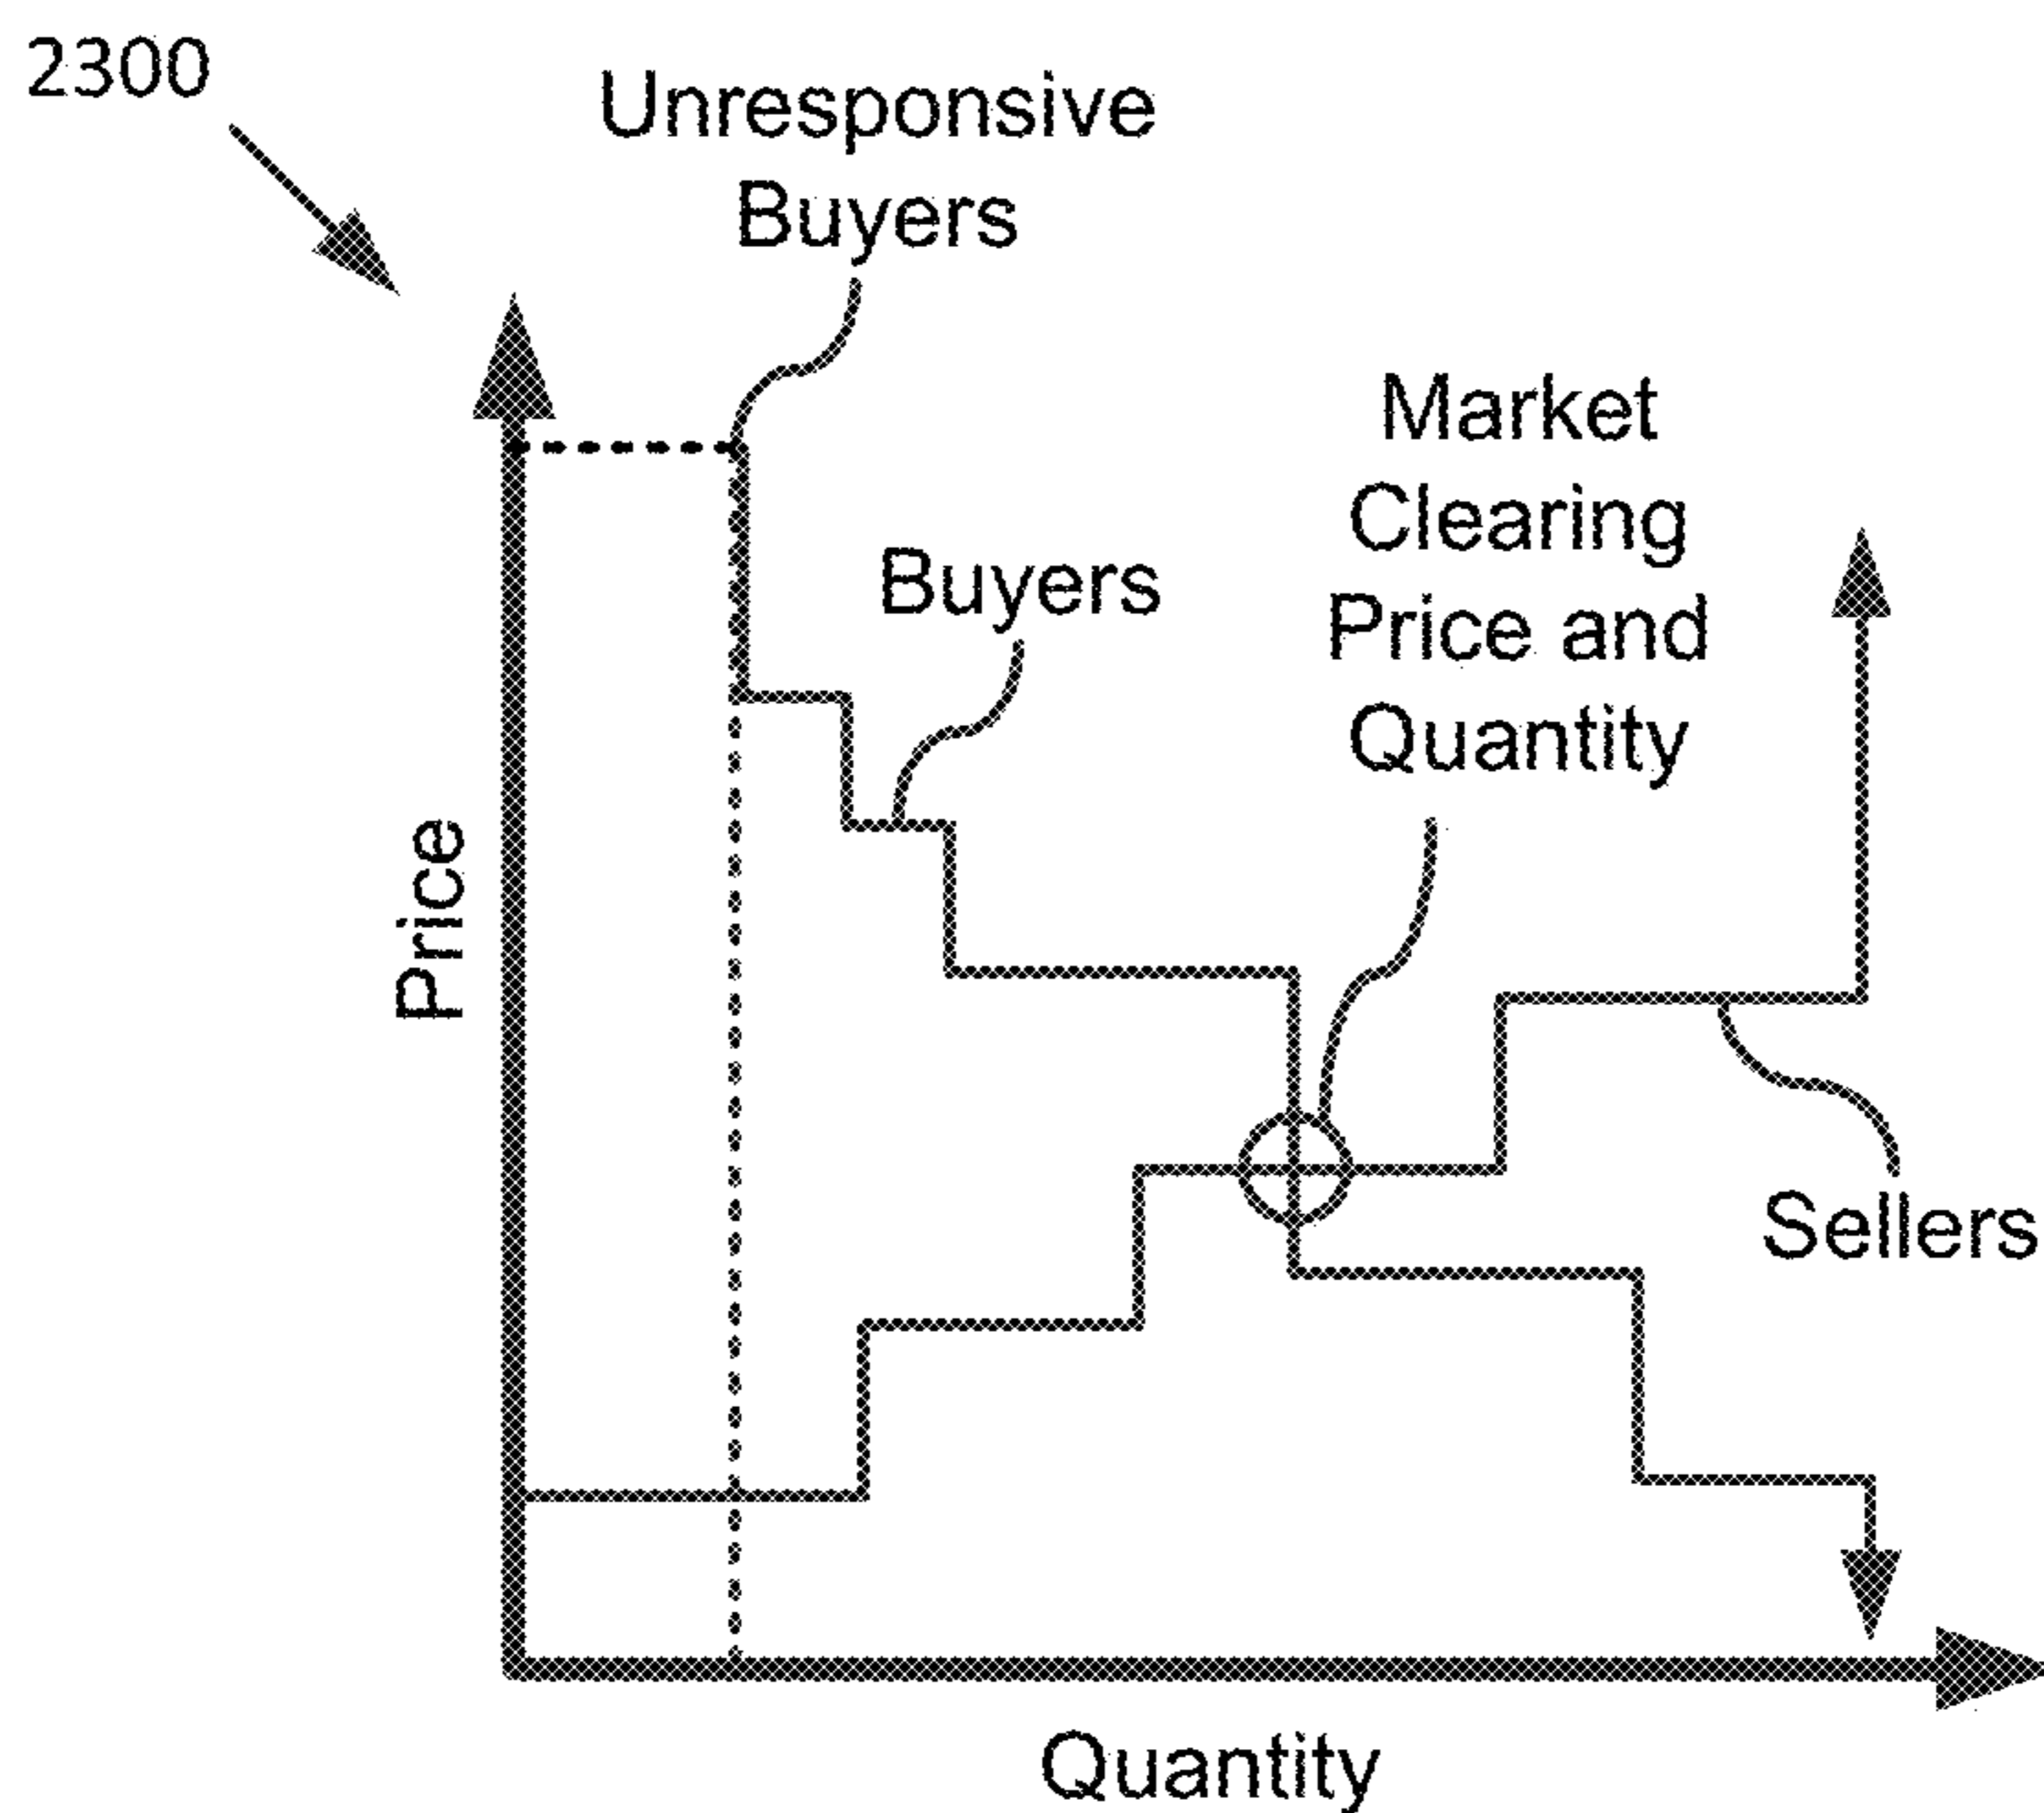 2300
Unresponsive
Buyers
Market
Clearing
Price and
Quantity
Buyers
Price
Sellers
Quantity